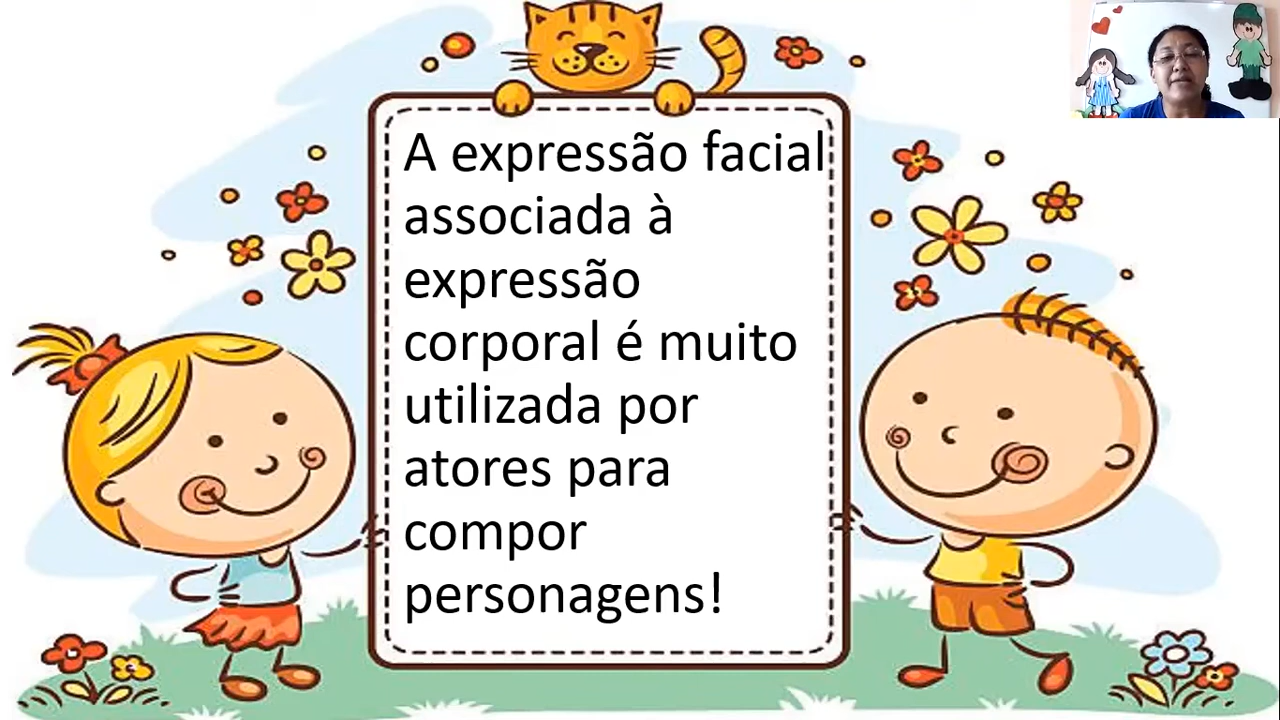 A expressão facial
associada à
expressão
corporal é muito
utilizada por
atores para
compor
personagens!